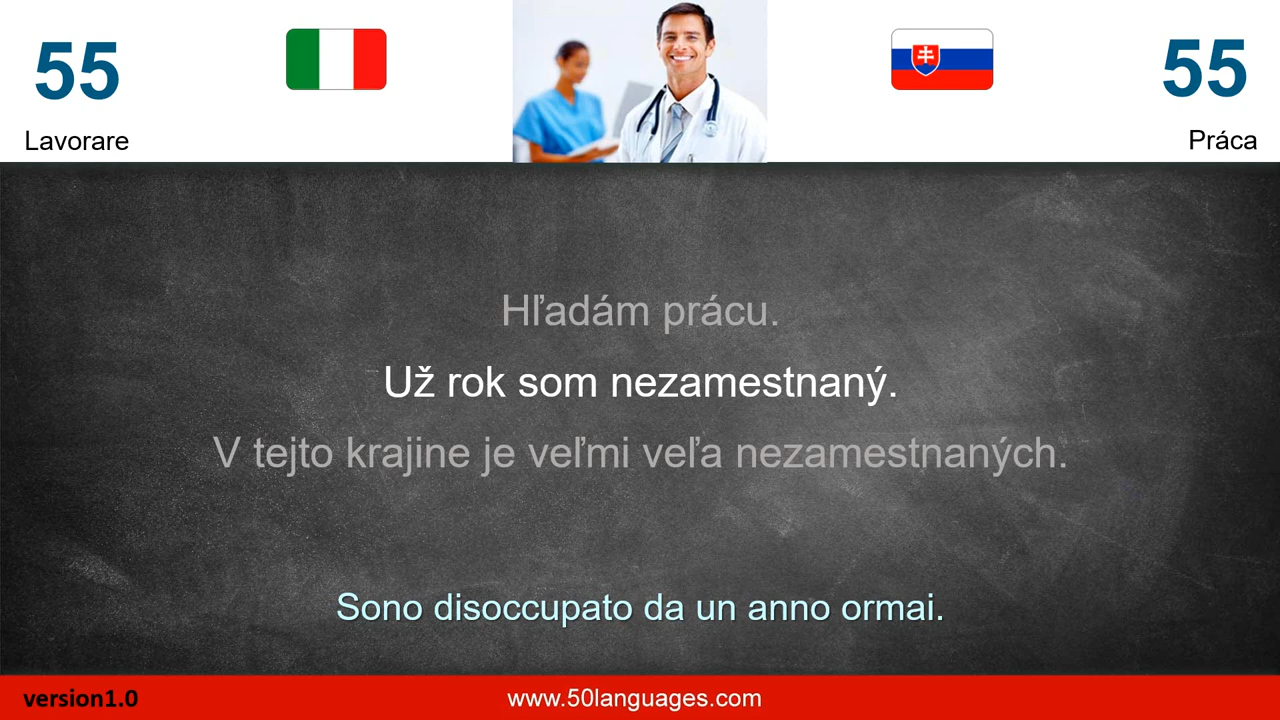 55
55
Lavorare
Práca
Hľadám prácu.
Už rok som nezamestnaný.
V tejto krajine je veľmi veľa nezamestnaných.
Sono disoccupato da un anno ormai.
version1.0
www.50languages.com